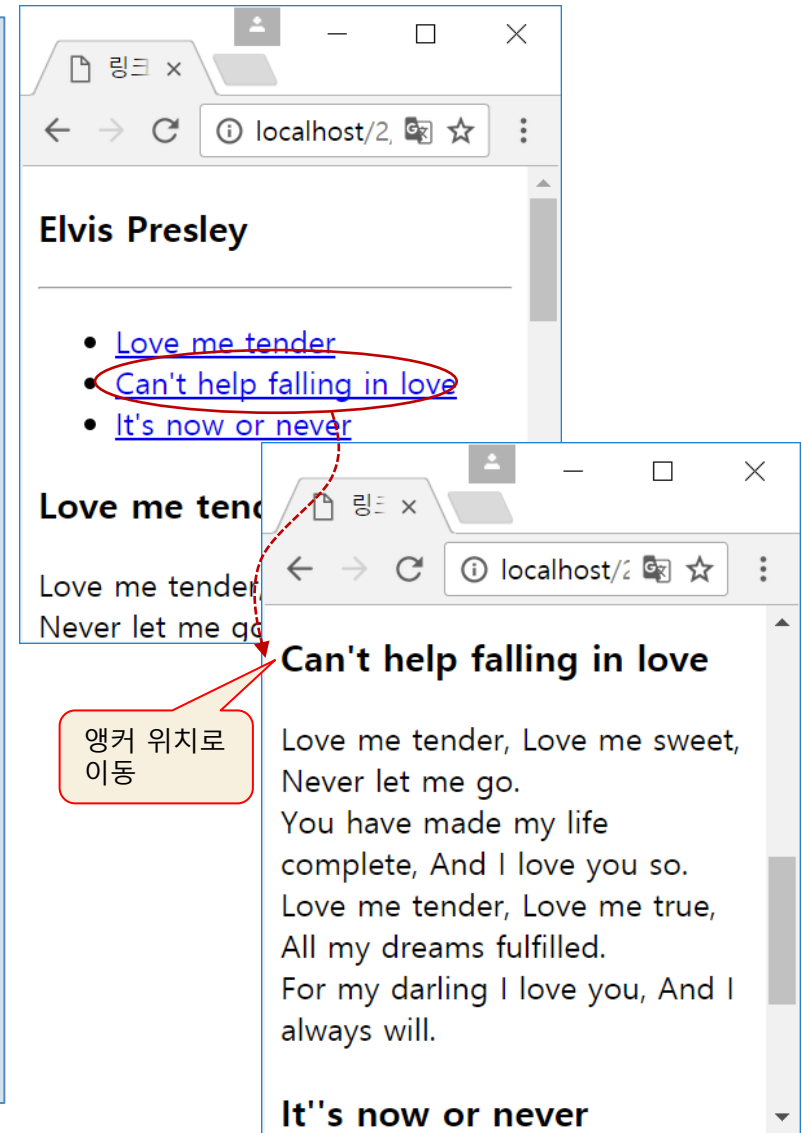 링크
localhost/2
Elvis Presley
Love me tender
Can't help falling in love
It's now or never
Love me tend
Love me tender,
Never let me go
링
localhost/2
Can't help falling in love
Love me tender, Love me sweet,
Never let me go.
You have made my life
complete, And I love you so.
Love me tender, Love me true,
All my dreams fulfilled.
For my darling I love you, And I
always will.
It''s now or never
앵커 위치로
이동